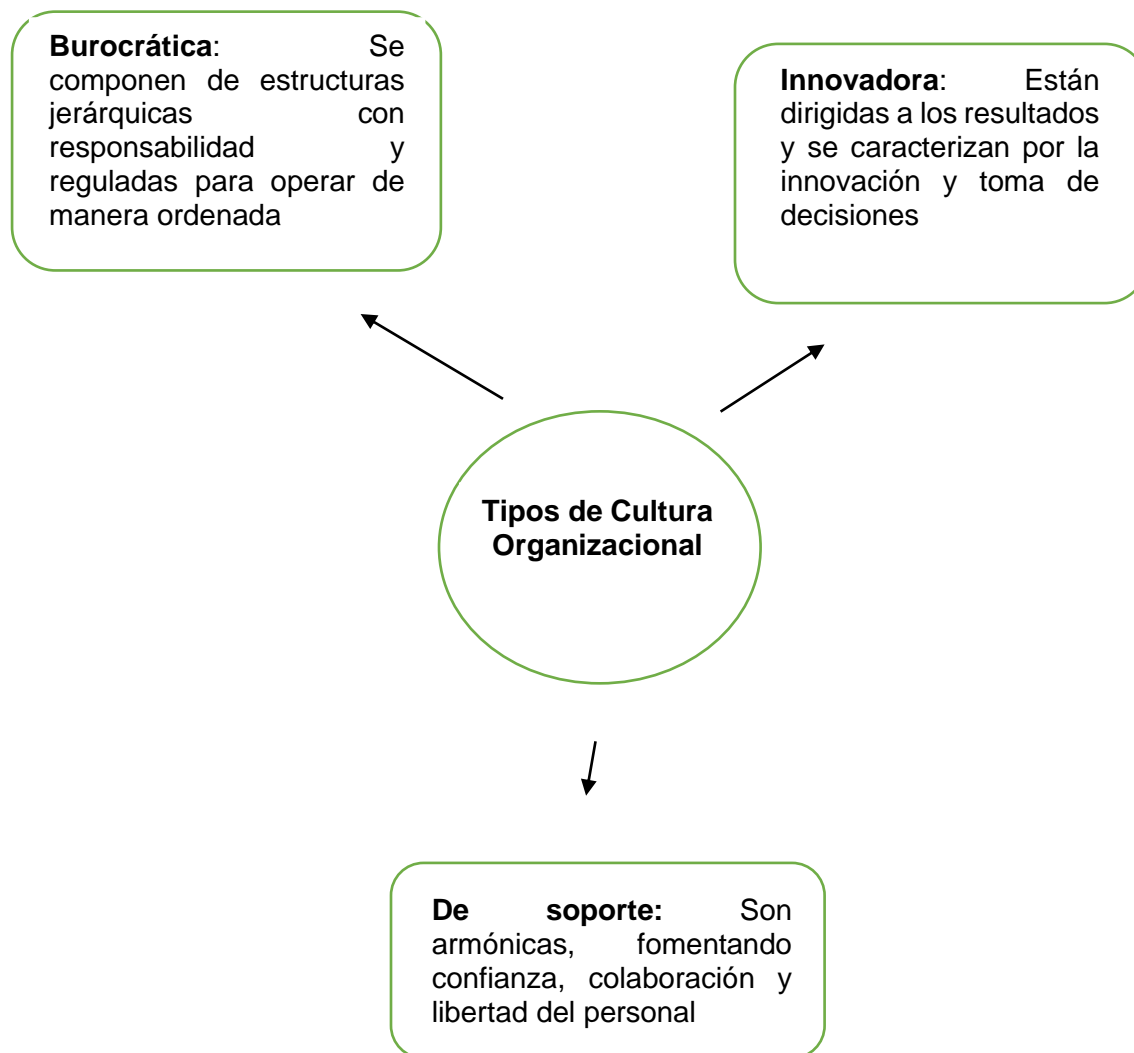 Burocrática: Se
componen de estructuras
jerárquicas con
responsabilidad y
reguladas para operar de
manera ordenada
Innovadora: Están
dirigidas a los resultados
y se caracterizan por la
innovación y toma de
decisiones
Tipos de Cultura
Organizacional
De soporte: Son
armónicas, fomentando
confianza, colaboración y
libertad del personal